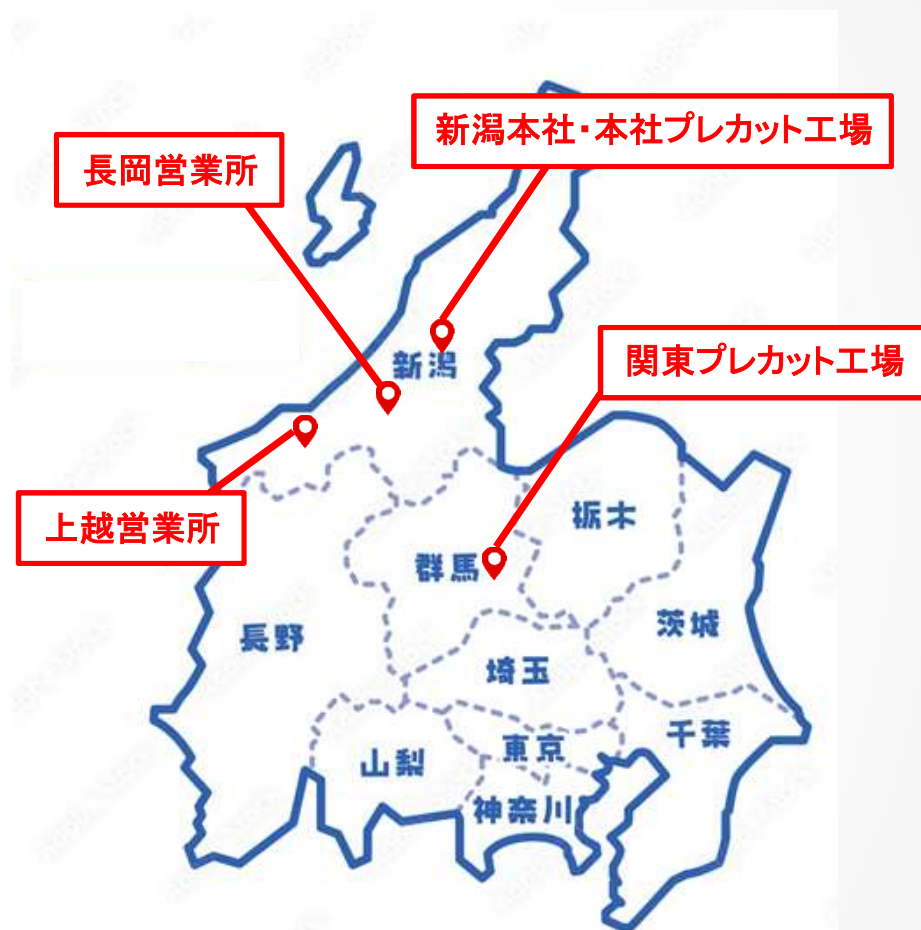 新潟本社・本社プレカット工場
長岡営業所
関東プレカット工場
新潟
上越営業所
栃木
群馬
茨城
長野
埼玉
千葉
東京
山梨
神奈川